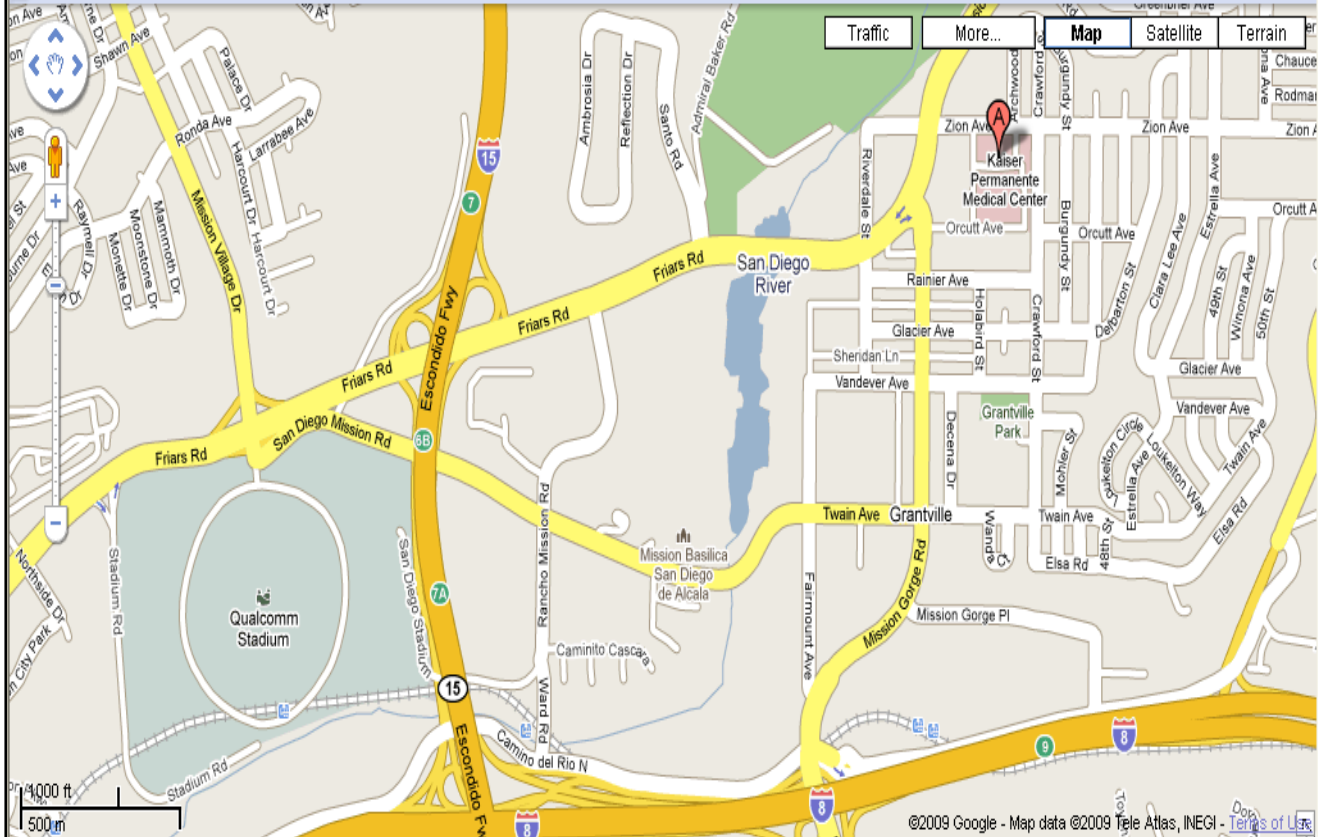 Traffic
More...
Map
Satellite
Terrain
Shawn Ave
Palace Dr
Ronda Ave
Larrabee Ave
Harcourt Dr
Harcourt Dr
Mission Village Dr
Raymell Dr
Mammoth Dr
Moonstone Dr
Monette Dr
15
7
Ambrosia Dr
Reflection Dr
Santo Rd
Admiral Baker Rd
Greenbrier Ave
Archwood
Crawford
Burgundy St
Zion Ave
Zion Ave
Zion A
Chauce
Rodman
A
Kaiser
Permanente
Medical Center
Riverdale St
Orcutt Ave
Orcutt Ave
Orcutt A
Burgundy St
Estrella Ave
Clara Lee Ave
Friars Rd
San Diego
River
Rainier Ave
Holabird St
Crawford St
Delbarton St
49th St
Winona Ave
50th St
Friars Rd
Glacier Ave
Sheridan Ln
Glacier Ave
Escondido Fwy
Friars Rd
Vandever Ave
Vandever Ave
San Diego Mission Rd
6B
Friars Rd
Decena Dr
Grantville
Park
Mohler St
Loukelton Circle
Loukelton Way
Estrella Ave
Twain Ave
Elsa Rd
Twain Ave
Grantville
Wanda
Twain Ave
48th St
Elsa Rd
Rancho Mission Rd
Mission Basilica
San Diego
de Alcala
Stadium Rd
San Diego Stadium
Northside Dr
7A
Qualcomm
Stadium
Fairmount Ave
Mission Gorge Rd
Mission Gorge Pl
City Park
Caminito Cascara
15
Ward Rd
Escondido Fw
Camino del Rio N
Stadium Rd
8
9
8
8
1,000 ft
500 m
©2009 Google - Map data ©2009 Tele Atlas, INEGI - Terms of Use